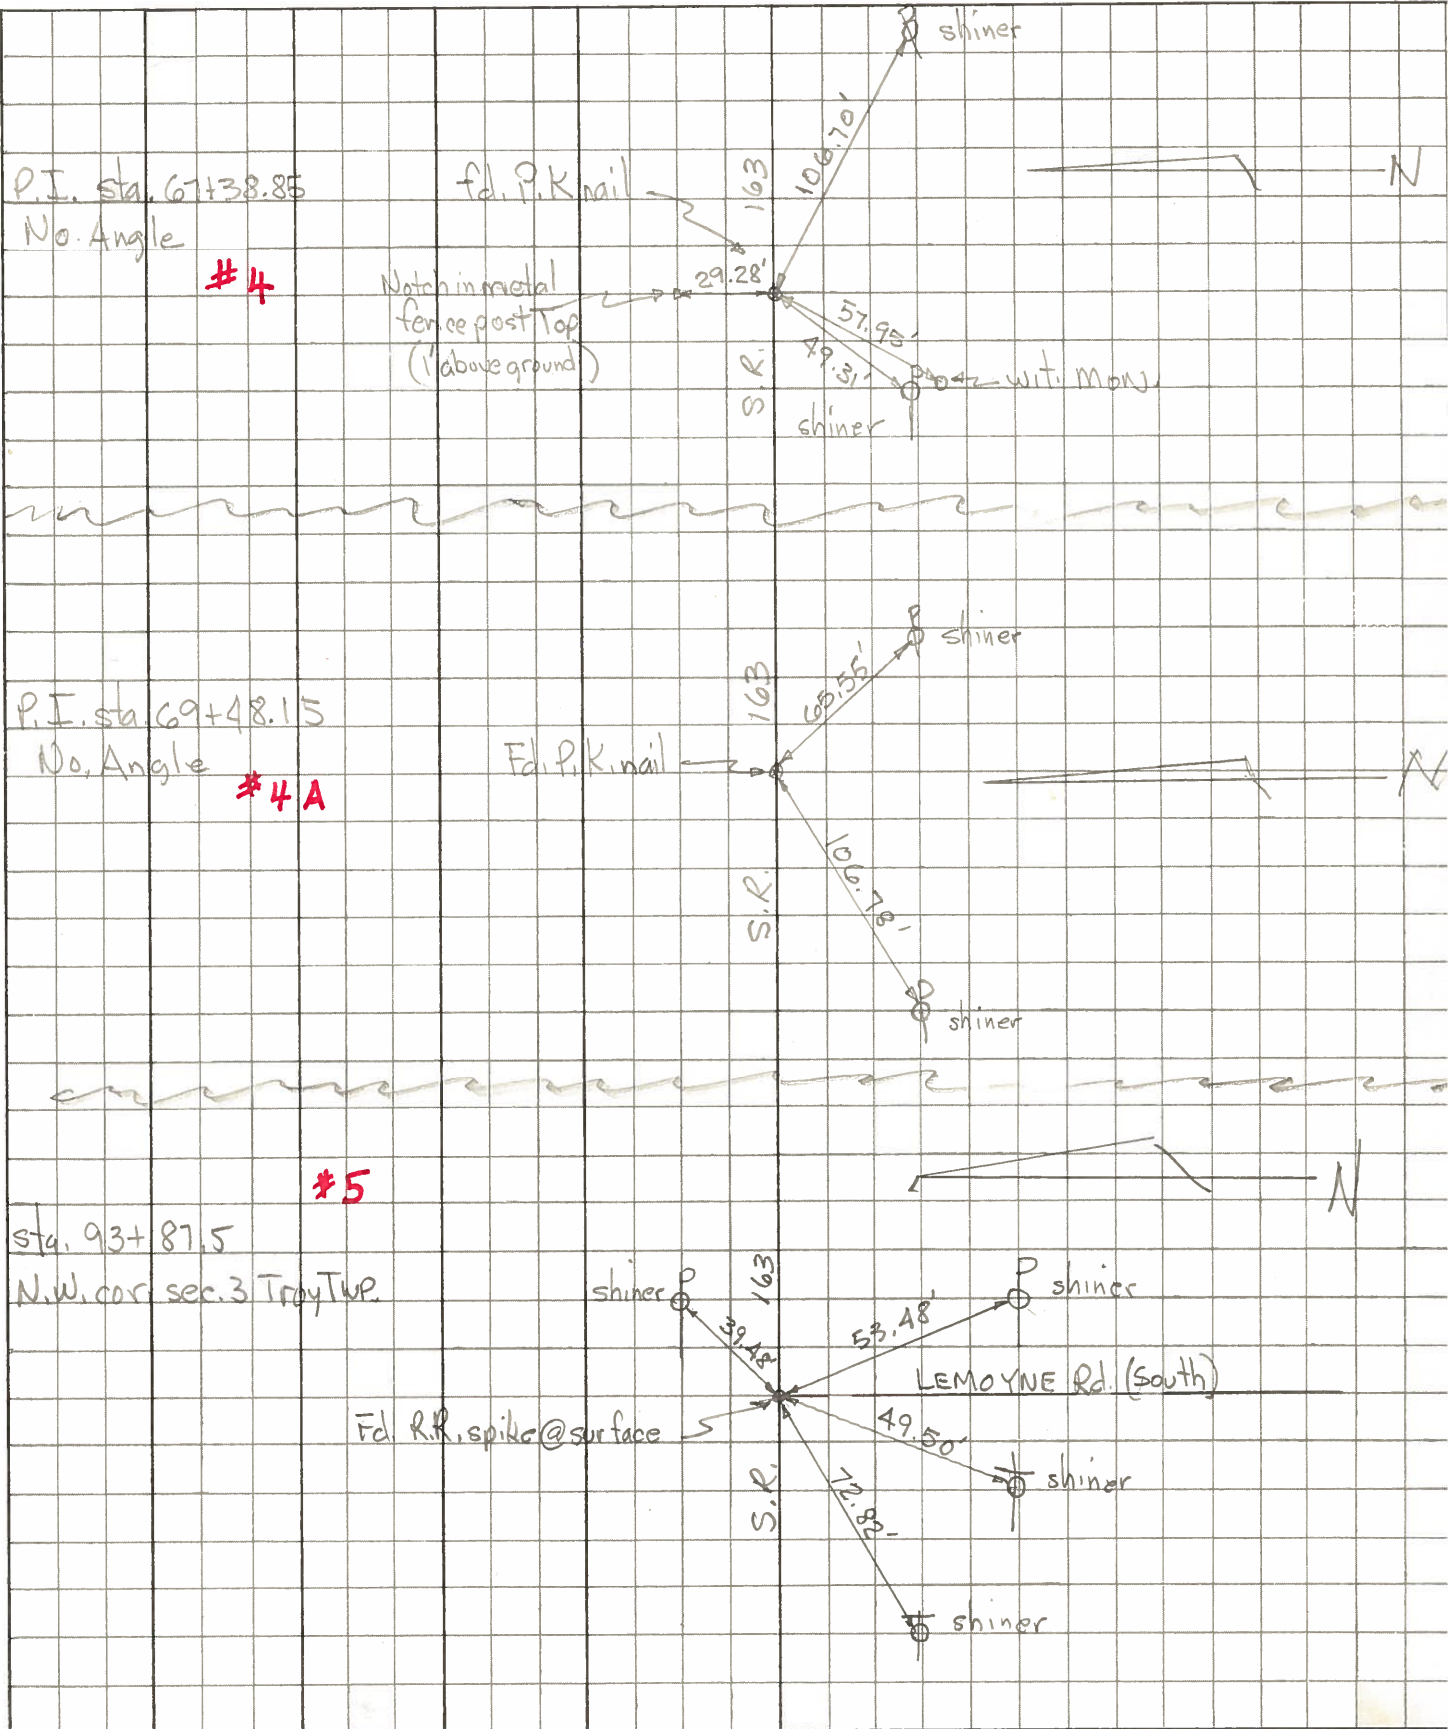 P shiner
106.70'
163
fd. P.K nail
N
P.I. sta. 67+38.85
No. Angle
#4
Notch in metal
fence post Top
(1' above ground)
29.28'
57.95'
49.31'
P
wit. mon.
S.R.
shiner
P
shiner
65.55'
163
P.I. sta. 69+48.15
No. Angle
#4A
Fd. P.K. nail
N
S.R.
106.78'
P
shiner
#5
N
sta. 93+87.5
N.W. cor sec. 3 Troy Twp.
shiner P
163
P shiner
39.48'
53.48'
LEMOYNE Rd. (South)
Fd. R.R. spike @ surface
49.50'
shiner
S.R.
72.82'
shiner